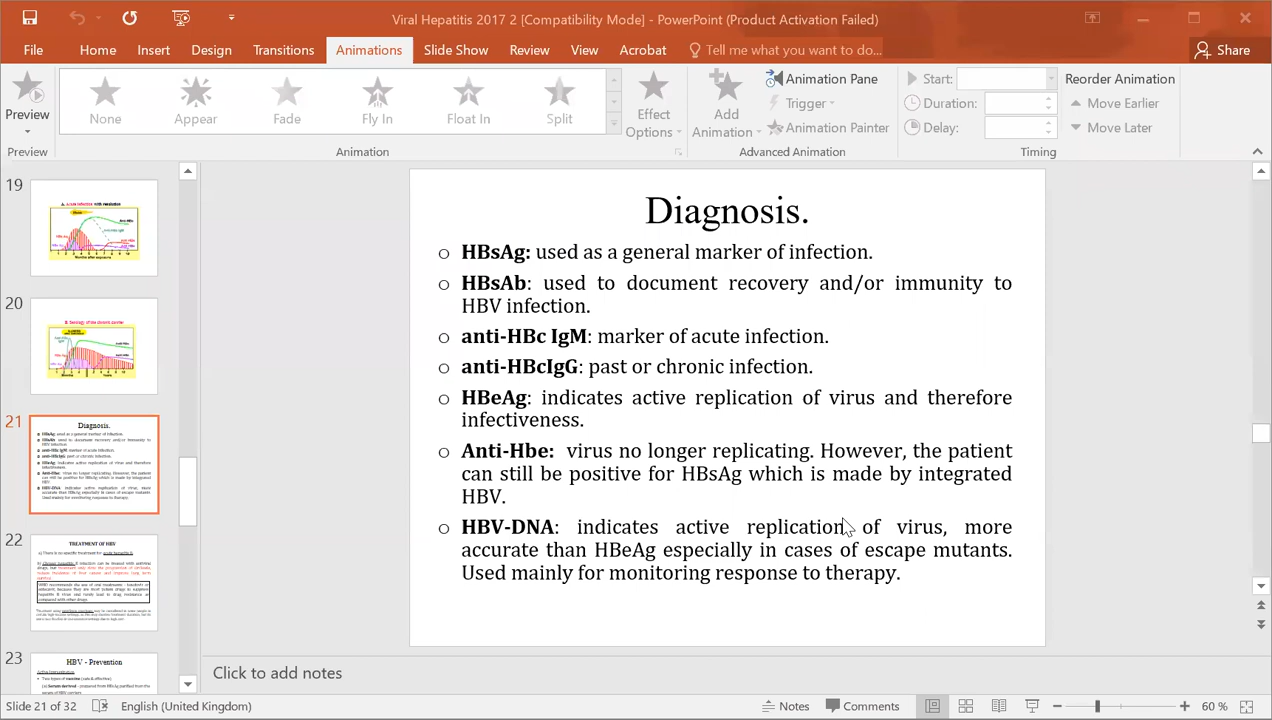 Viral Hepatitis 2017 2 [Compatibility Mode] - PowerPoint (Product Activation Failed)
File Home Insert Design Transitions Animations Slide Show Review View Acrobat Tell me what you want to do... Share
Preview None Appear Fade Fly In Float In Split Effect Options Add Animation
Animation Pane Start: Reorder Animation
Trigger Duration: Move Earlier
Animation Painter Delay: Move Later
Preview Animation Advanced Animation Timing
19
20
21
Diagnosis.
22
TREATMENT OF HBV
23
HBV - Prevention
Diagnosis.
o HBsAg: used as a general marker of infection.
o HBsAb: used to document recovery and/or immunity to
HBV infection.
o anti-HBc IgM: marker of acute infection.
o anti-HBcIgG: past or chronic infection.
o HBeAg: indicates active replication of virus and therefore
infectiveness.
o Anti-Hbe: virus no longer replicating. However, the patient
can still be positive for HBsAg which is made by integrated
HBV.
o HBV-DNA: indicates active replication of virus, more
accurate than HBeAg especially in cases of escape mutants.
Used mainly for monitoring response to therapy.
Click to add notes
Slide 21 of 32 English (United Kingdom) Notes Comments 60 %